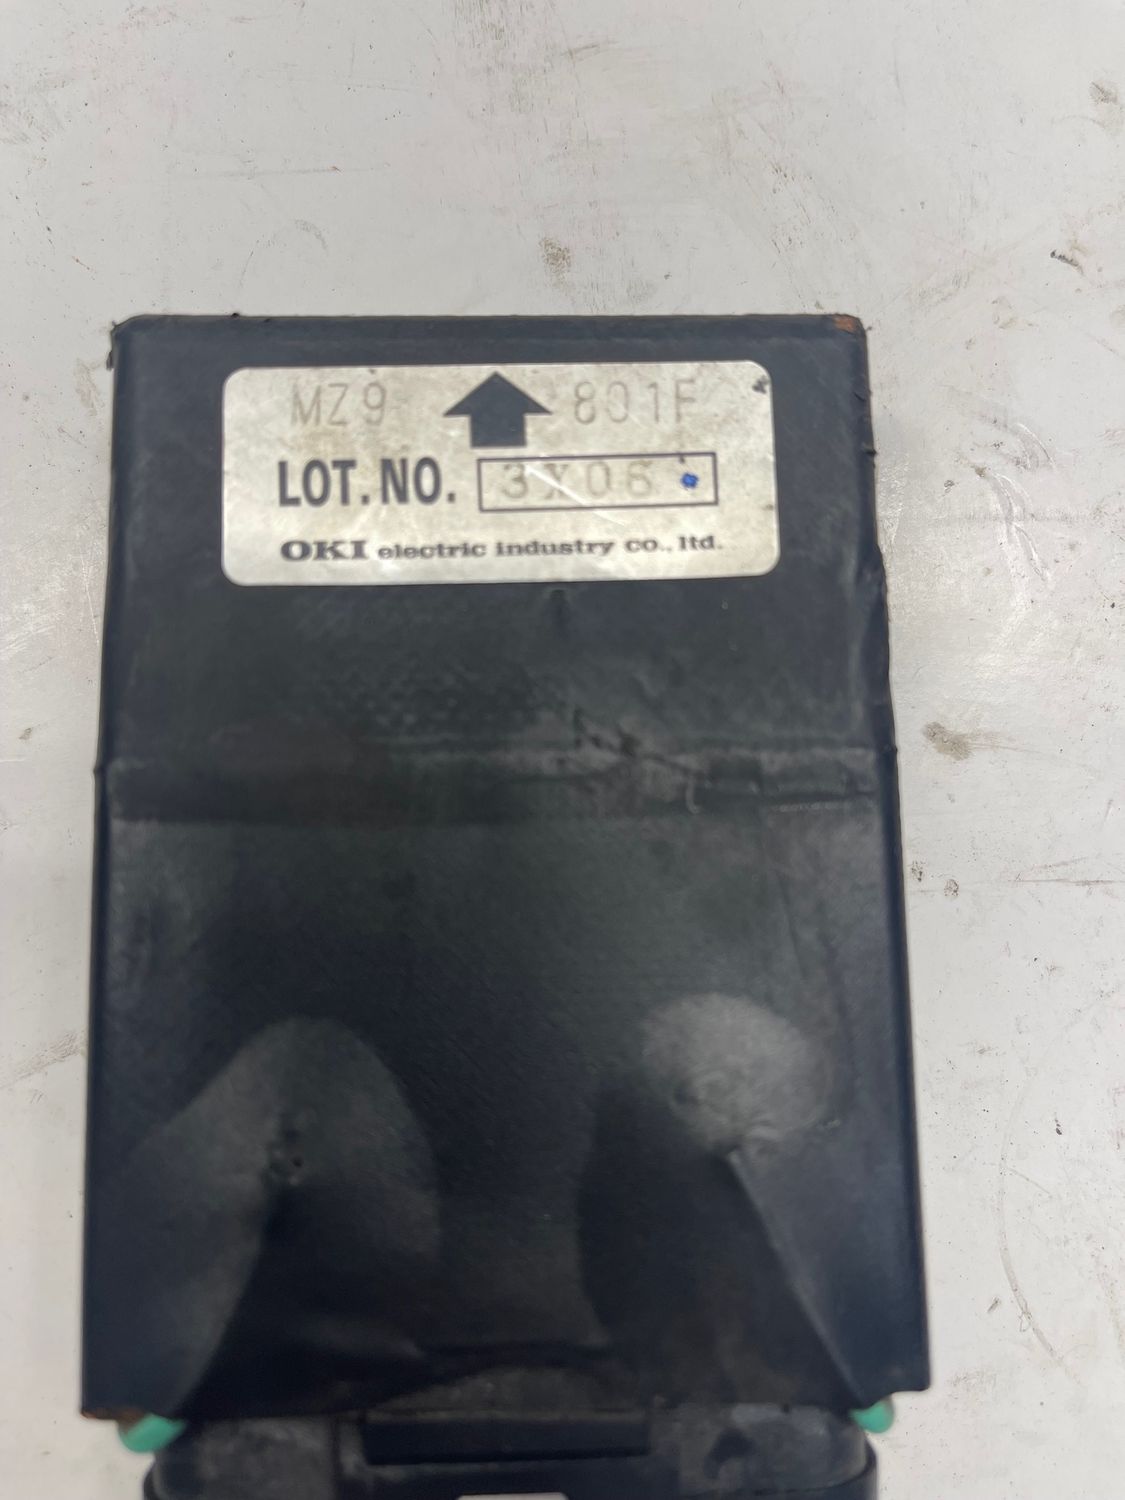 MZ9 801F
LOT. NO. 3X06
OKI electric industry co., ltd.